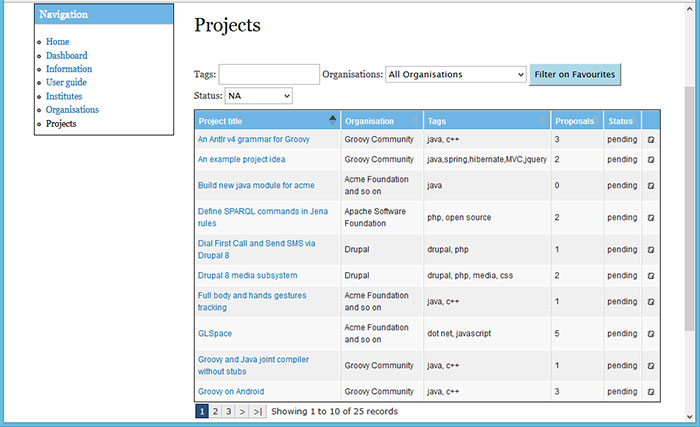 Navigation
Home
Dashboard
Information
User guide
Institutes
Organisations
Projects
Projects
Tags: Organisations: All Organisations Filter on Favourites
Status: NA
Project title Organisation Tags Proposals Status
An Antlr v4 grammar for Groovy Groovy Community java, c++ 3 pending
An example project idea Groovy Community java,spring,hibernate,MVC,jquery 2 pending
Build new java module for acme Acme Foundation and so on java 0 pending
Define SPARQL commands in Jena rules Apache Software Foundation php, open source 2 pending
Dial First Call and Send SMS via Drupal 8 Drupal drupal, php 1 pending
Drupal 8 media subsystem Drupal drupal, php, media, css 2 pending
Full body and hands gestures tracking Acme Foundation and so on java, c++ 1 pending
GLSpace Acme Foundation and so on dot net, javascript 5 pending
Groovy and Java joint compiler without stubs Groovy Community java, c++ 1 pending
Groovy on Android Groovy Community java, c++ 3 pending
1 2 3 > >| Showing 1 to 10 of 25 records